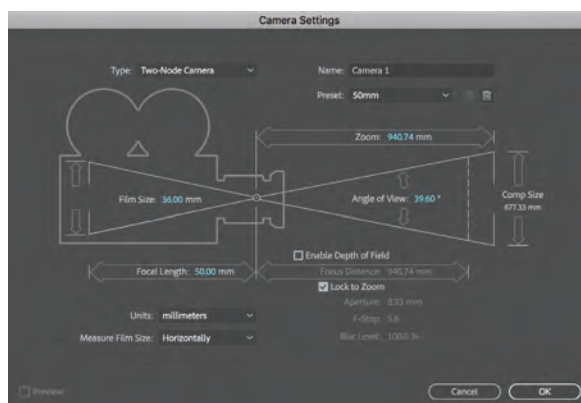 Camera Settings
Type: Two-Node Camera
Name: Camera 1
Preset: 50mm
Zoom: 940.74 mm
Film Size: 36.00 mm
Angle of View: 39.60 °
Comp Size
677.33 mm
Enable Depth of Field
Focal Length: 50.00 mm
Focus Distance: 940.74 mm
Lock to Zoom
Aperture: 8.93 mm
Units: millimeters
F-Stop: 5.6
Measure Film Size: Horizontally
Blur Level: 100.0 %
Preview
Cancel
OK